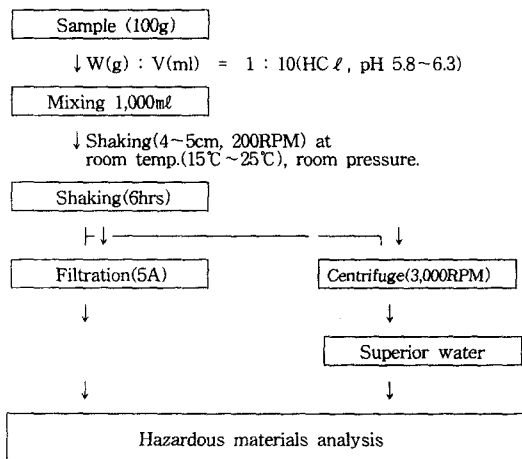 Sample (100g)
↓W(g) : V(ml) = 1 : 10(HCℓ, pH 5.8~6.3)
Mixing 1,000mℓ
↓Shaking(4~5cm, 200RPM) at
room temp.(15℃~25℃), room pressure.
Shaking(6hrs)
Filtration(5A)
Centrifuge(3,000RPM)
Superior water
Hazardous materials analysis